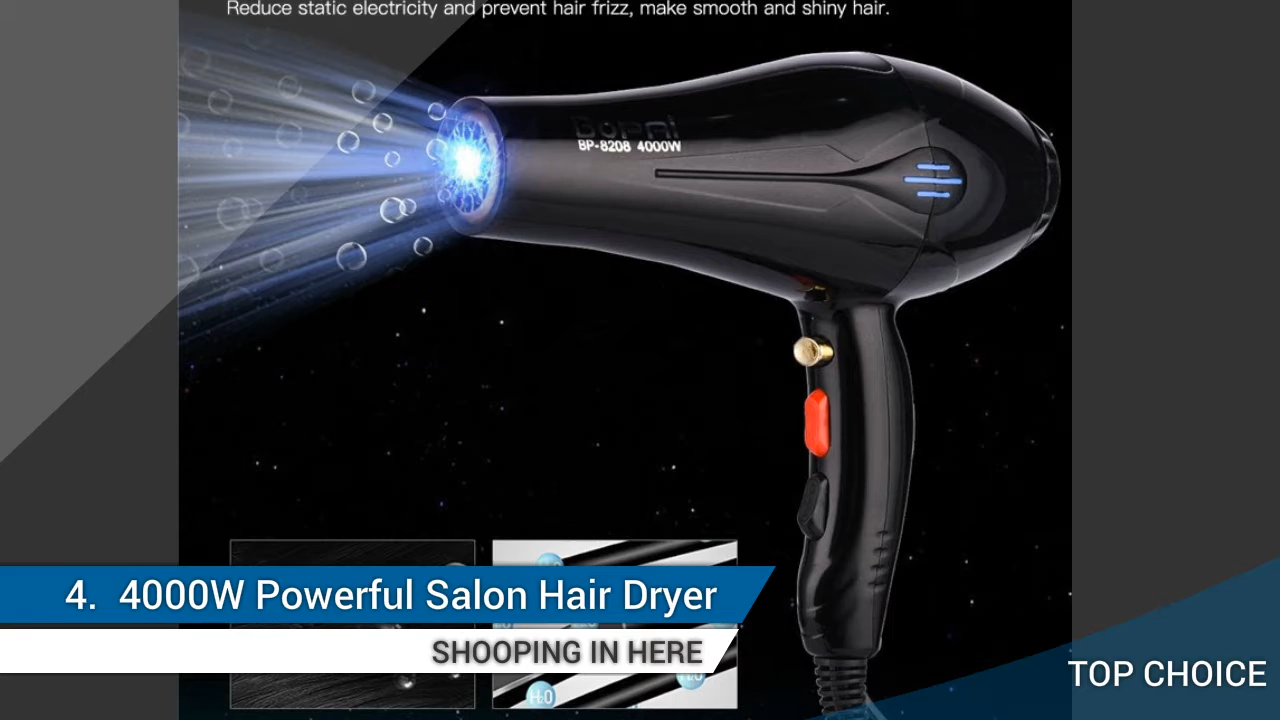 Reduce static electricity and prevent hair frizz, make smooth and shiny hair.
BP-8208 4000W
4. 4000W Powerful Salon Hair Dryer
SHOOPING IN HERE
H₂O
TOP CHOICE